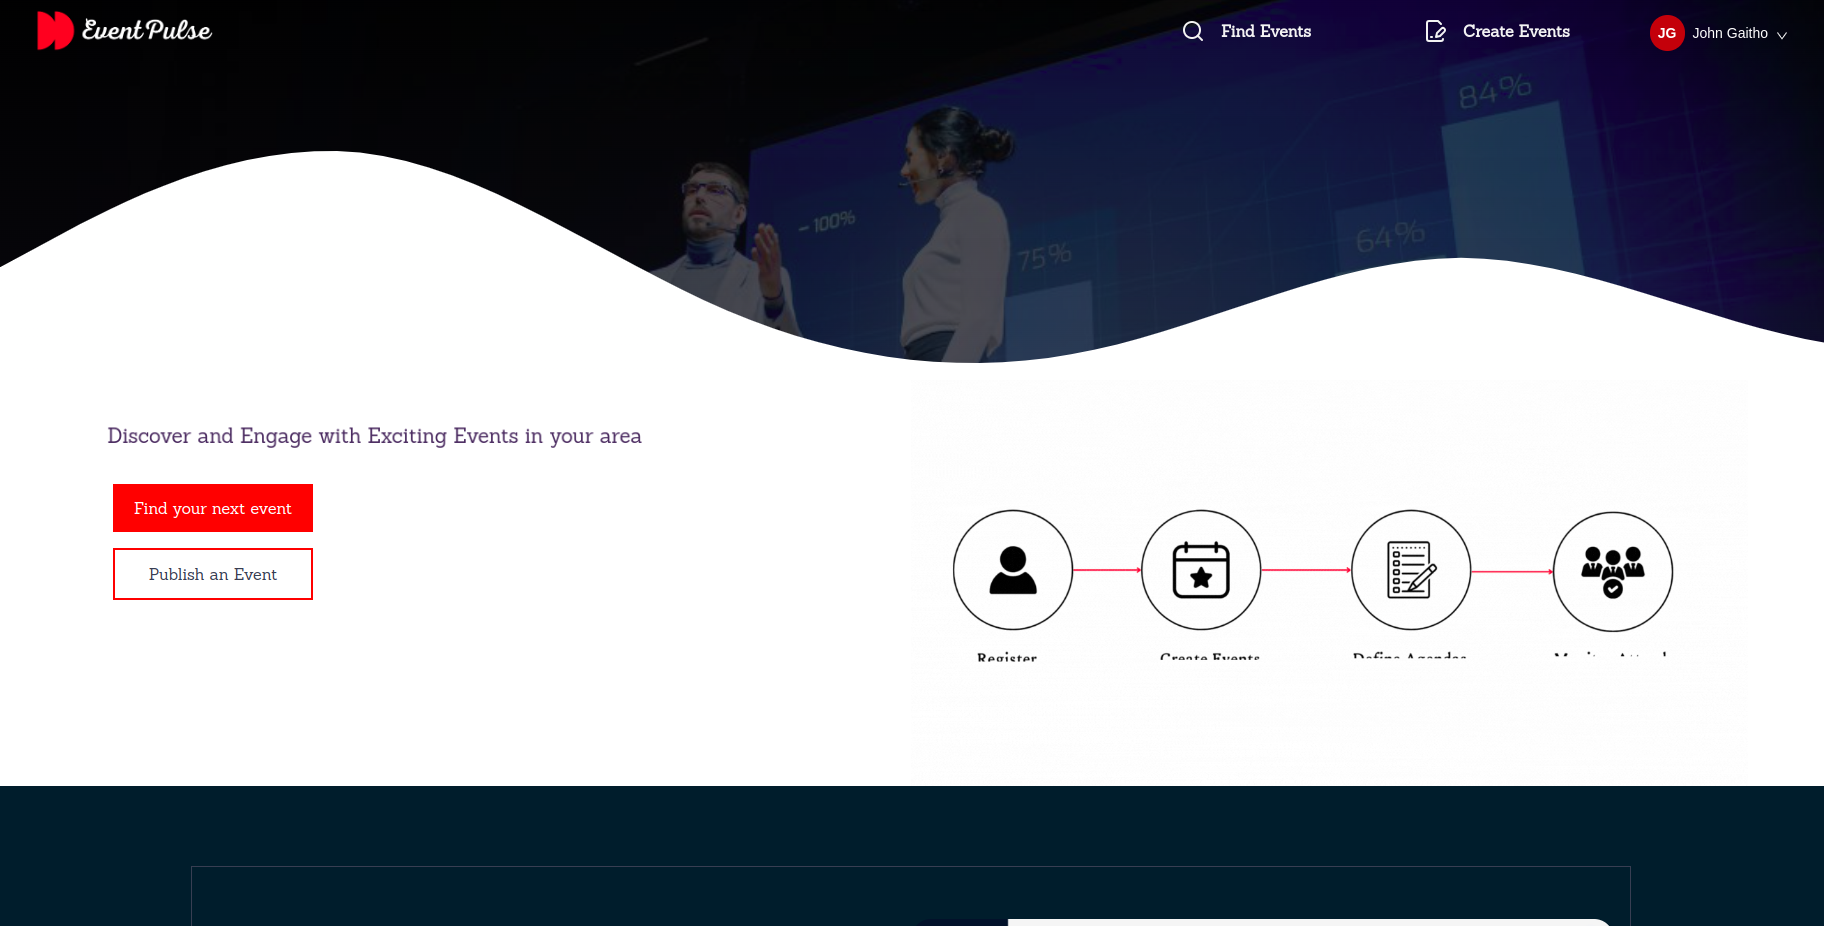 Event Pulse
Find Events
Create Events
JG
John Gaitho
84%
- 100%
64%
75%
Discover and Engage with Exciting Events in your area
Find your next event
Publish an Event
Register
Create Events
Define Agendas